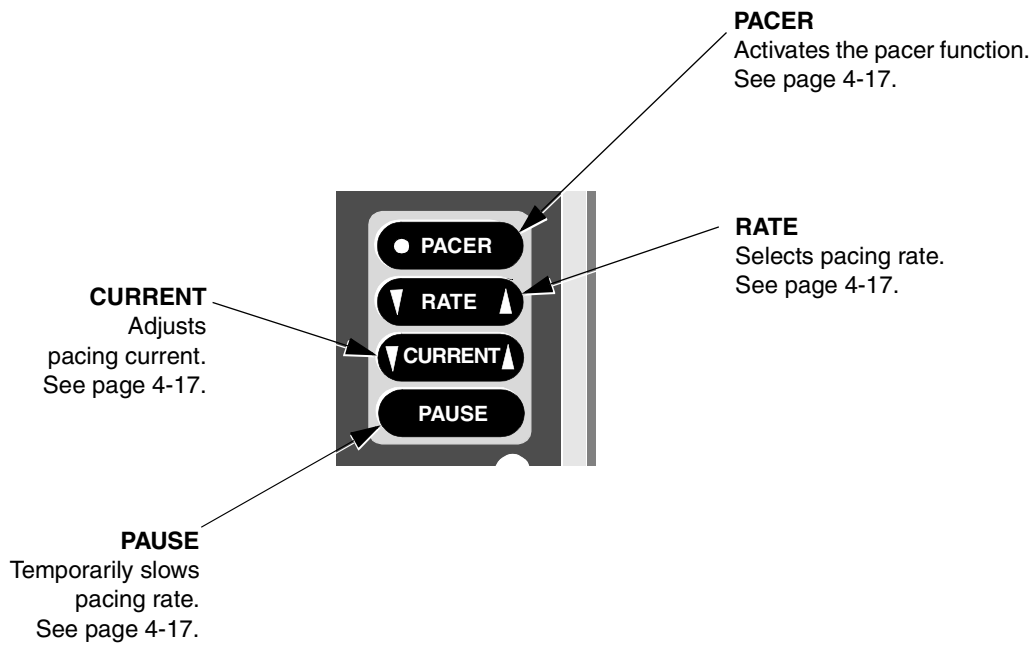 PACER
Activates the pacer function.
See page 4-17.
RATE
Selects pacing rate.
See page 4-17.
PACER
RATE
CURRENT
PAUSE
CURRENT
Adjusts
pacing current.
See page 4-17.
PAUSE
Temporarily slows
pacing rate.
See page 4-17.